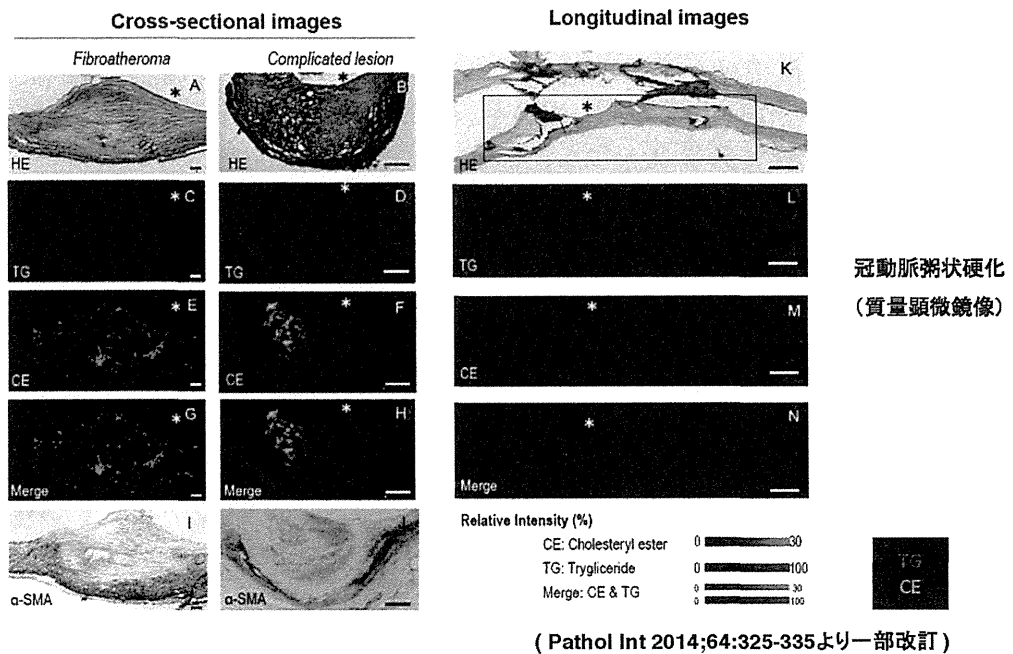 Cross-sectional images
Fibroatheroma
Complicated lesion
* A
HE
* B
HE
* C
TG
* D
TG
* E
CE
* F
CE
* G
Merge
* H
Merge
I
α-SMA
J
α-SMA
Longitudinal images
K
*
HE
* L
TG
* M
CE
* N
Merge
Relative Intensity (%)
CE: Cholesteryl ester 0 30
TG: Trygliceride 0 100
Merge: CE & TG 0 30
0 100
TG
CE
冠動脈粥状硬化
（質量顕微鏡像）
( Pathol Int 2014;64:325-335より一部改訂 )